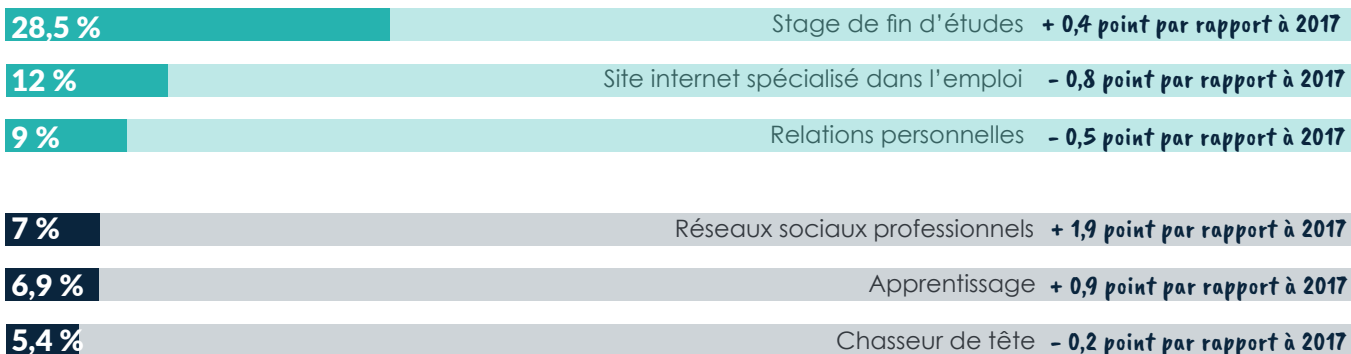 28,5 % Stage de fin d’études + 0,4 point par rapport à 2017
12 % Site internet spécialisé dans l’emploi - 0,8 point par rapport à 2017
9 % Relations personnelles - 0,5 point par rapport à 2017
7 % Réseaux sociaux professionnels + 1,9 point par rapport à 2017
6,9 % Apprentissage + 0,9 point par rapport à 2017
5,4 % Chasseur de tête - 0,2 point par rapport à 2017